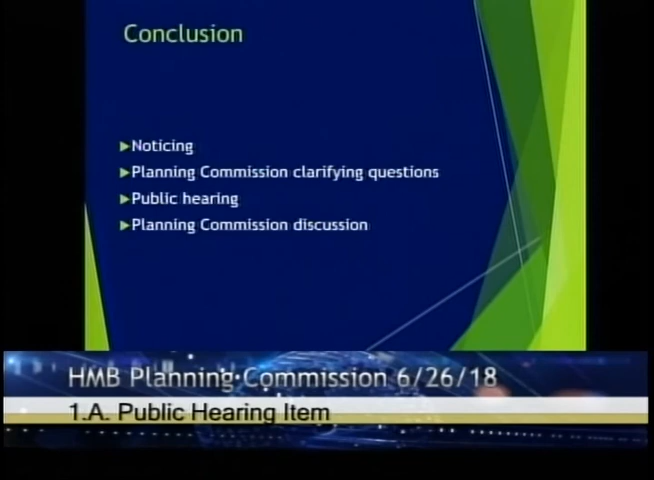 Conclusion
▶Noticing
▶Planning Commission clarifying questions
▶Public hearing
▶Planning Commission discussion
HMB Planning Commission 6/26/18
1.A. Public Hearing Item